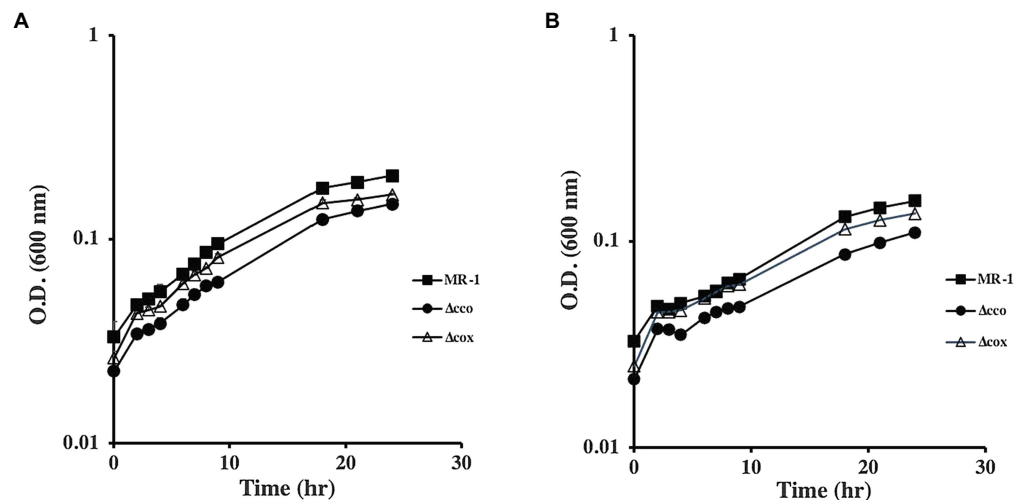 A
1
0.1
0.01
O.D. (600 nm)
0
10
20
30
Time (hr)
MR-1
Δcco
Δcox
B
1
0.1
0.01
O.D. (600 nm)
0
10
20
30
Time (hr)
MR-1
Δcco
Δcox